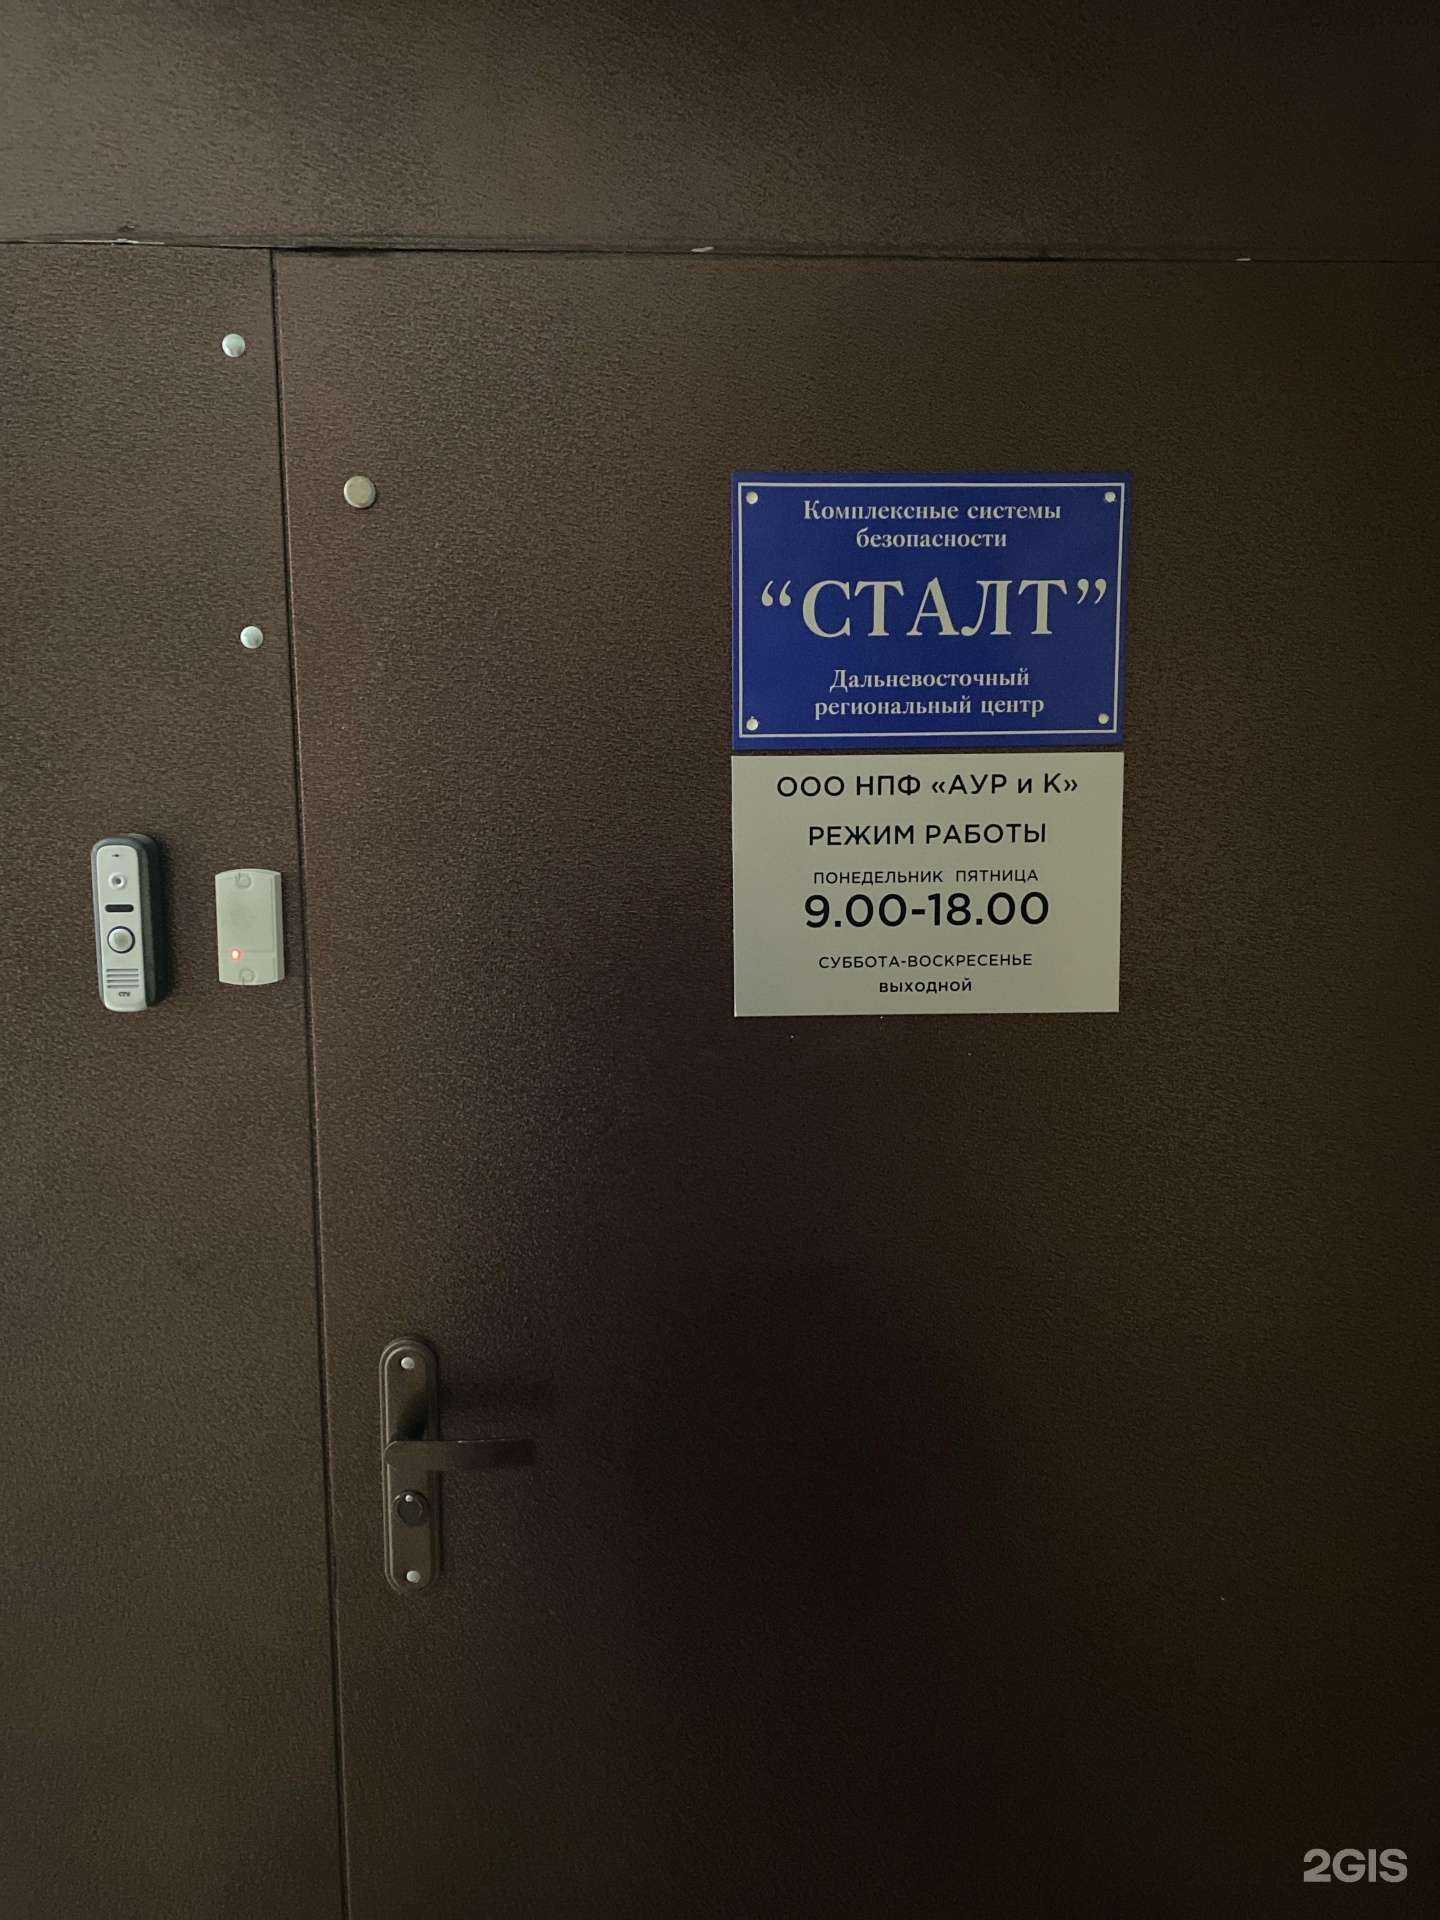 Комплексные системы
безопасности
“СТАЛТ”
Дальневосточный
региональный центр
ООО НПФ «АУР и К»
РЕЖИМ РАБОТЫ
ПОНЕДЕЛЬНИК ПЯТНИЦА
9.00-18.00
СУББОТА-ВОСКРЕСЕНЬЕ
ВЫХОДНОЙ
CTV
2GIS